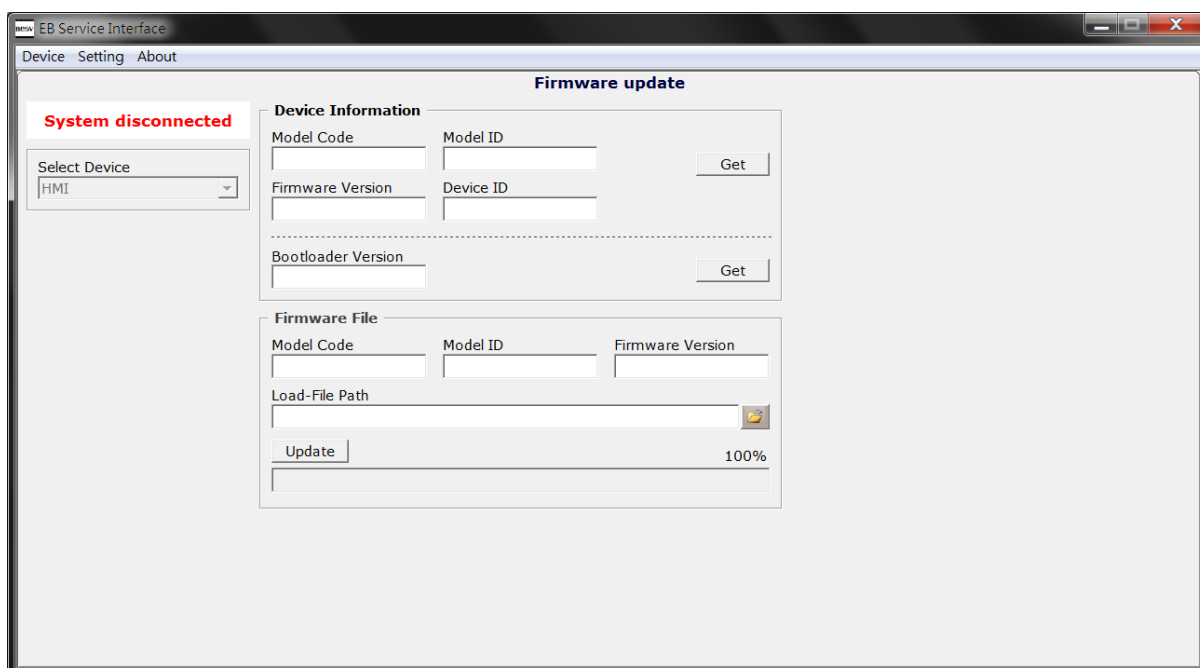 BESV EB Service Interface
Device Setting About
Firmware update
System disconnected
Select Device
HMI
Device Information
Model Code Model ID
Get
Firmware Version Device ID
Bootloader Version
Get
Firmware File
Model Code Model ID Firmware Version
Load-File Path
Update 100%